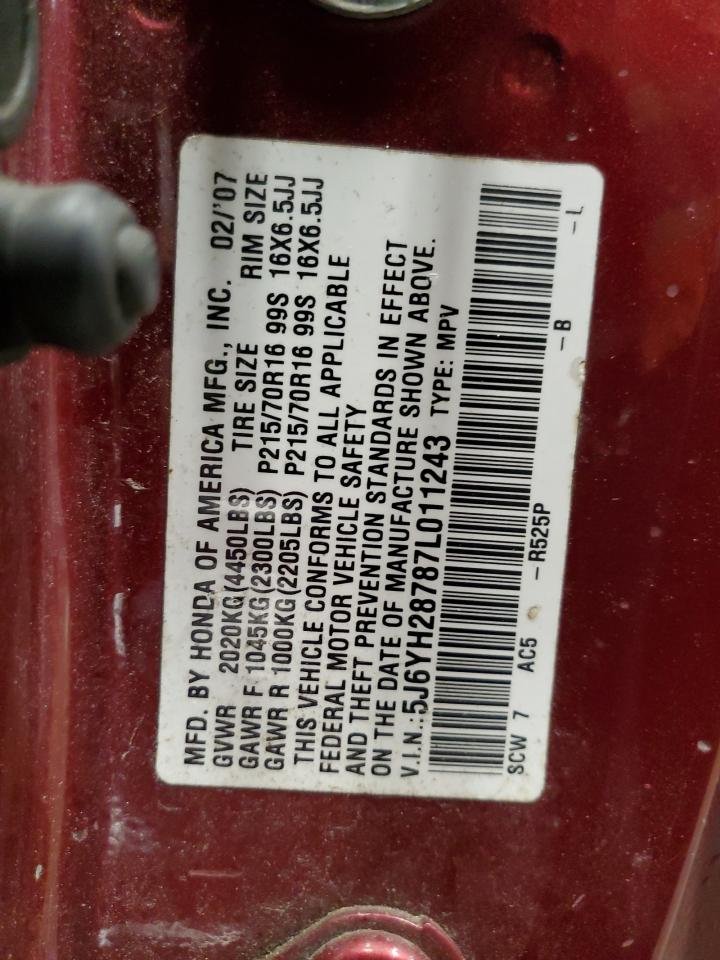 MFD. BY HONDA OF AMERICA MFG., INC. 02/'07
GVWR 2020KG(4450LBS) TIRE SIZE RIM SIZE
GAWR F 1045KG(2300LBS) P215/70R16 99S 16X6.5JJ
GAWR R 1000KG(2205LBS) P215/70R16 99S 16X6.5JJ
THIS VEHICLE CONFORMS TO ALL APPLICABLE
FEDERAL MOTOR VEHICLE SAFETY
AND THEFT PREVENTION STANDARDS IN EFFECT
ON THE DATE OF MANUFACTURE SHOWN ABOVE.
V.I.N.:5J6YH28787L011243 TYPE: MPV
SCW 7 AC5 -R525P -B -L